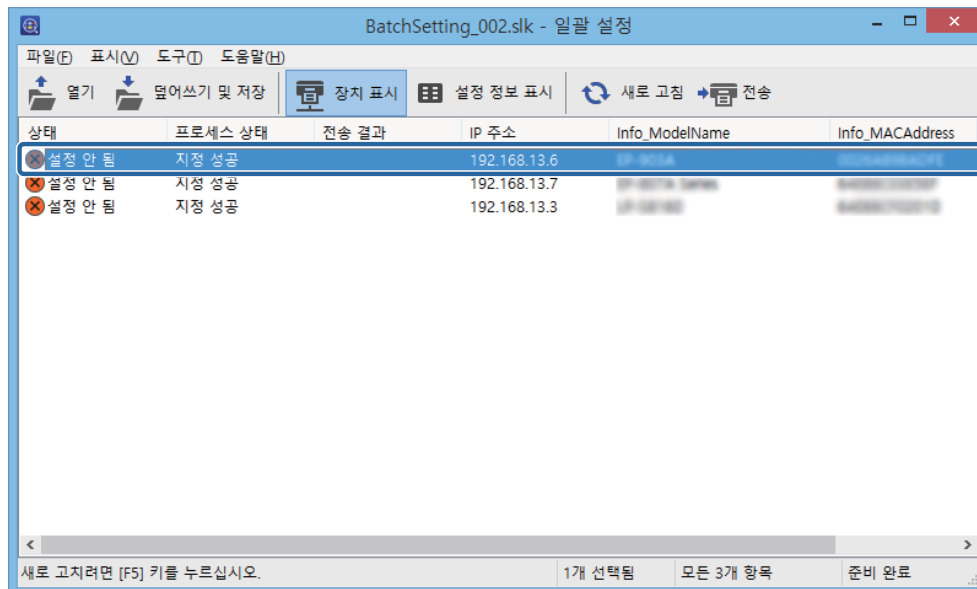 BatchSetting_002.slk - 일괄 설정
파일(F) 표시(V) 도구(T) 도움말(H)
열기 덮어쓰기 및 저장 장치 표시 설정 정보 표시 새로 고침 전송
상태 프로세스 상태 전송 결과 IP 주소 Info_ModelName Info_MACAddress
설정 안 됨 지정 성공 192.168.13.6
설정 안 됨 지정 성공 192.168.13.7
설정 안 됨 지정 성공 192.168.13.3
새로 고치려면 [F5] 키를 누르십시오. 1개 선택됨 모든 3개 항목 준비 완료